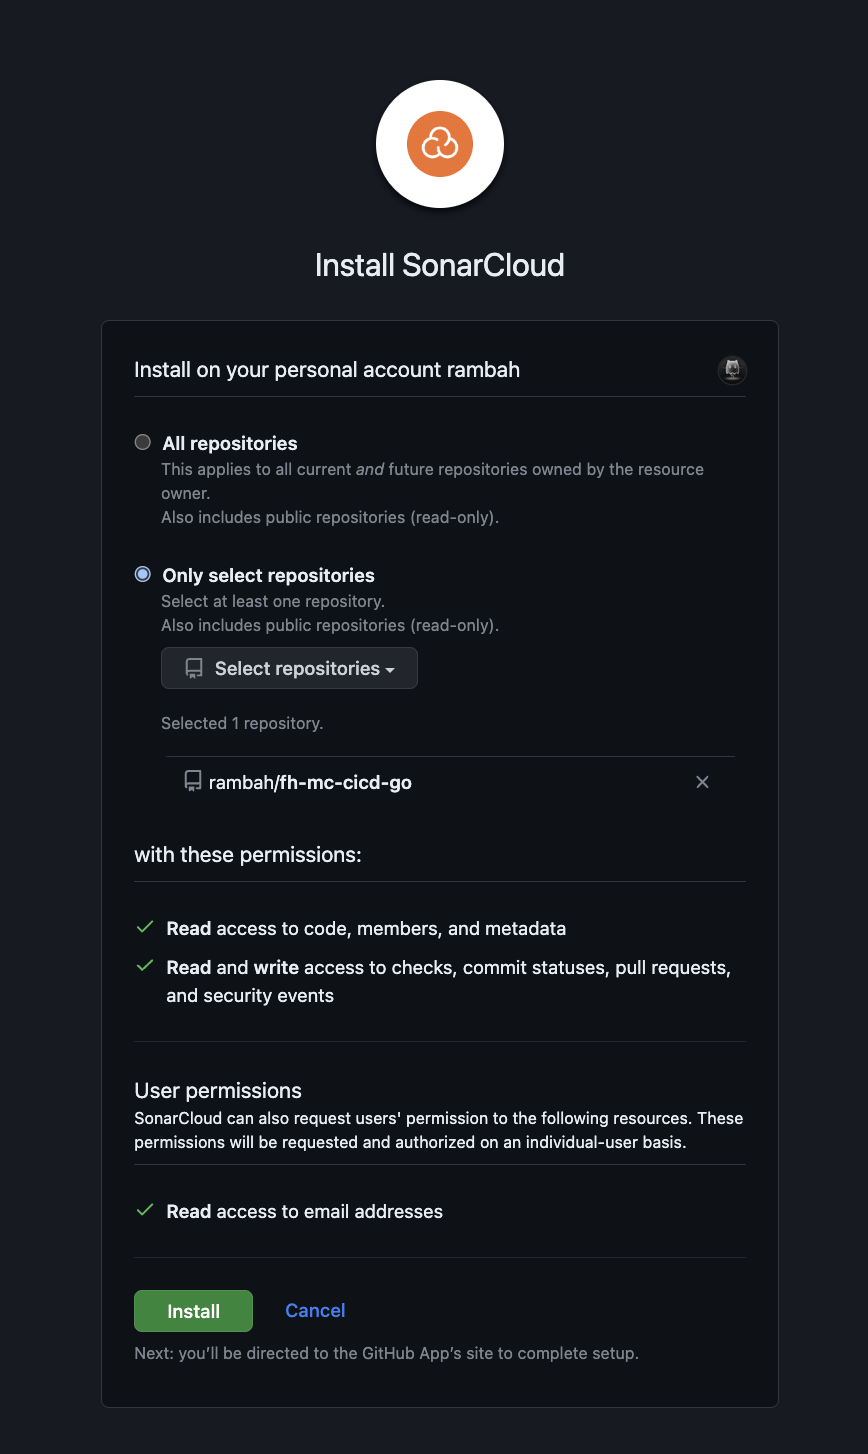 Install SonarCloud
Install on your personal account rambah
All repositories
This applies to all current and future repositories owned by the resource
owner.
Also includes public repositories (read-only).
Only select repositories
Select at least one repository.
Also includes public repositories (read-only).
Select repositories
Selected 1 repository.
rambah/fh-mc-cicd-go
with these permissions:
Read access to code, members, and metadata
Read and write access to checks, commit statuses, pull requests,
and security events
User permissions
SonarCloud can also request users' permission to the following resources. These
permissions will be requested and authorized on an individual-user basis.
Read access to email addresses
Install Cancel
Next: you’ll be directed to the GitHub App’s site to complete setup.